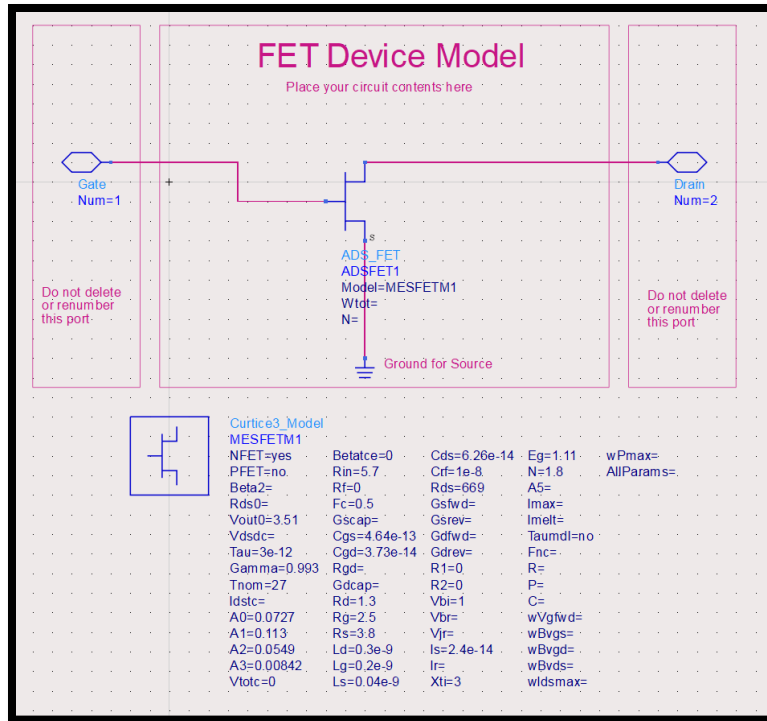 FET Device Model
Place your circuit contents here
Gate
Num=1
Drain
Num=2
s
ADS_FET
ADSFET1
Model=MESFETM1
Wtot=
N=
Do not delete
or renumber
this port
Do not delete
or renumber
this port
Ground for Source
Curtice3_Model
MESFETM1
NFET=yes Betatce=0 Cds=6.26e-14 Eg=1.11 wPmax=
PFET=no Rin=5.7 Crf=1e-8 N=1.8 AllParams=
Beta2= Rf=0 Rds=669 A5=
Rds0= Fc=0.5 Gsfwd= Imax=
Vout0=3.51 Gscap= Gsrev= Imelt=
Vdsdc= Cgs=4.64e-13 Gdfwd= Taumdl=no
Tau=3e-12 Cgd=3.73e-14 Gdrev= Fnc=
Gamma=0.993 Rgd= R1=0 R=
Tnom=27 Gdcap= R2=0 P=
Idstc= Rd=1.3 Vbi=1 C=
A0=0.0727 Rg=2.5 Vbr= wVgfwd=
A1=0.113 Rs=3.8 Vjr= wBvgs=
A2=0.0549 Ld=0.3e-9 Is=2.4e-14 wBvgd=
A3=0.00842 Lg=0.2e-9 Ir= wBvds=
Vtotc=0 Ls=0.04e-9 Xti=3 wIdsmax=